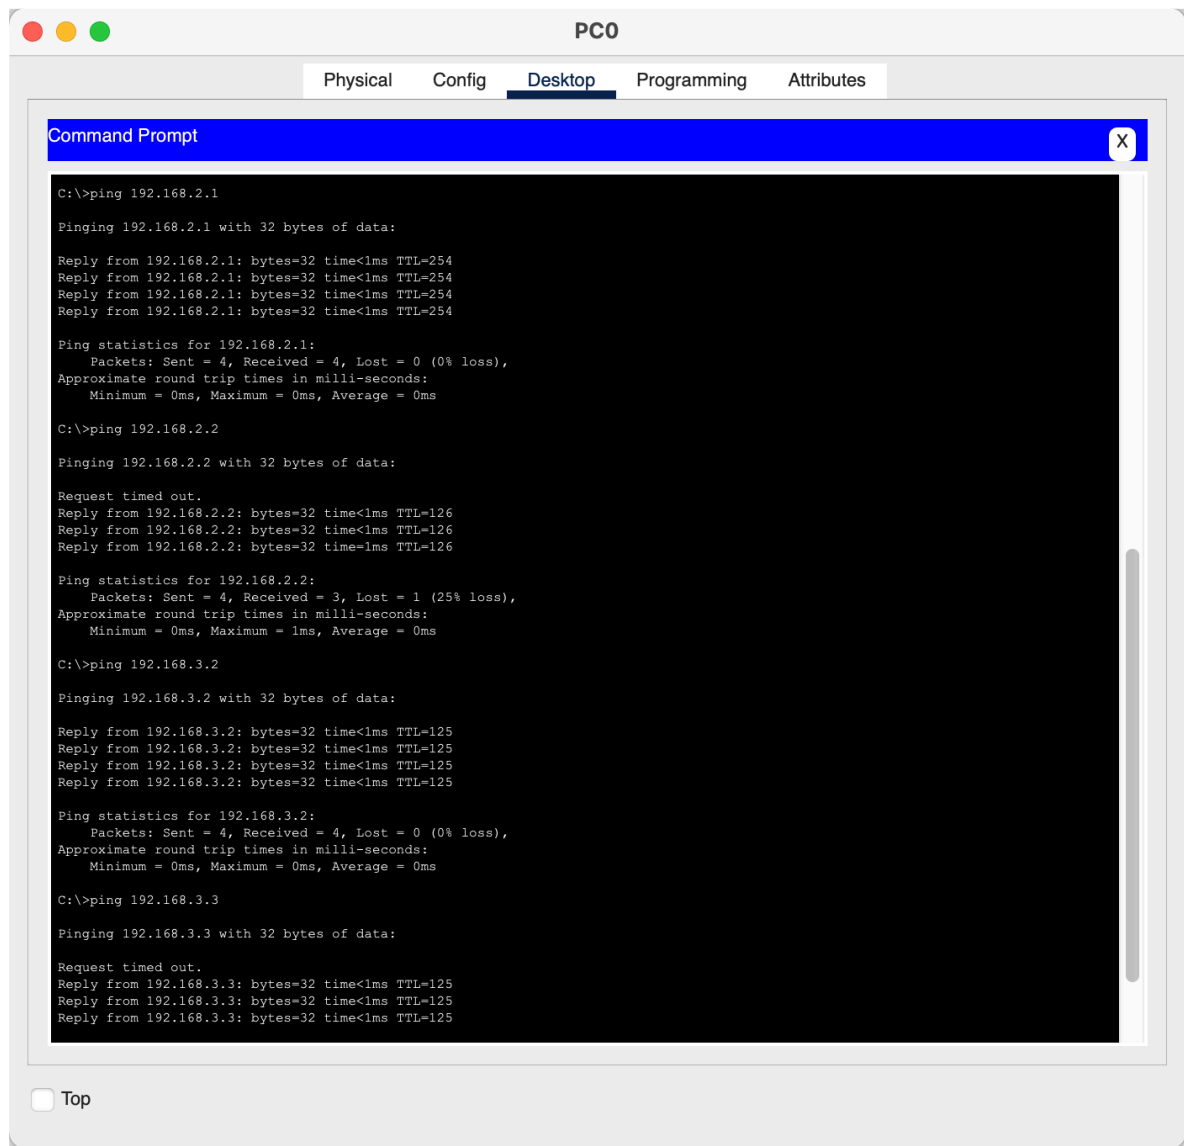 PC0
Physical Config Desktop Programming Attributes
Command Prompt
X
C:\>ping 192.168.2.1
Pinging 192.168.2.1 with 32 bytes of data:
Reply from 192.168.2.1: bytes=32 time<1ms TTL=254
Reply from 192.168.2.1: bytes=32 time<1ms TTL=254
Reply from 192.168.2.1: bytes=32 time<1ms TTL=254
Reply from 192.168.2.1: bytes=32 time<1ms TTL=254
Ping statistics for 192.168.2.1:
Packets: Sent = 4, Received = 4, Lost = 0 (0% loss),
Approximate round trip times in milli-seconds:
Minimum = 0ms, Maximum = 0ms, Average = 0ms
C:\>ping 192.168.2.2
Pinging 192.168.2.2 with 32 bytes of data:
Request timed out.
Reply from 192.168.2.2: bytes=32 time<1ms TTL=126
Reply from 192.168.2.2: bytes=32 time<1ms TTL=126
Reply from 192.168.2.2: bytes=32 time=1ms TTL=126
Ping statistics for 192.168.2.2:
Packets: Sent = 4, Received = 3, Lost = 1 (25% loss),
Approximate round trip times in milli-seconds:
Minimum = 0ms, Maximum = 1ms, Average = 0ms
C:\>ping 192.168.3.2
Pinging 192.168.3.2 with 32 bytes of data:
Reply from 192.168.3.2: bytes=32 time<1ms TTL=125
Reply from 192.168.3.2: bytes=32 time<1ms TTL=125
Reply from 192.168.3.2: bytes=32 time<1ms TTL=125
Reply from 192.168.3.2: bytes=32 time<1ms TTL=125
Ping statistics for 192.168.3.2:
Packets: Sent = 4, Received = 4, Lost = 0 (0% loss),
Approximate round trip times in milli-seconds:
Minimum = 0ms, Maximum = 0ms, Average = 0ms
C:\>ping 192.168.3.3
Pinging 192.168.3.3 with 32 bytes of data:
Request timed out.
Reply from 192.168.3.3: bytes=32 time<1ms TTL=125
Reply from 192.168.3.3: bytes=32 time<1ms TTL=125
Reply from 192.168.3.3: bytes=32 time<1ms TTL=125
Top